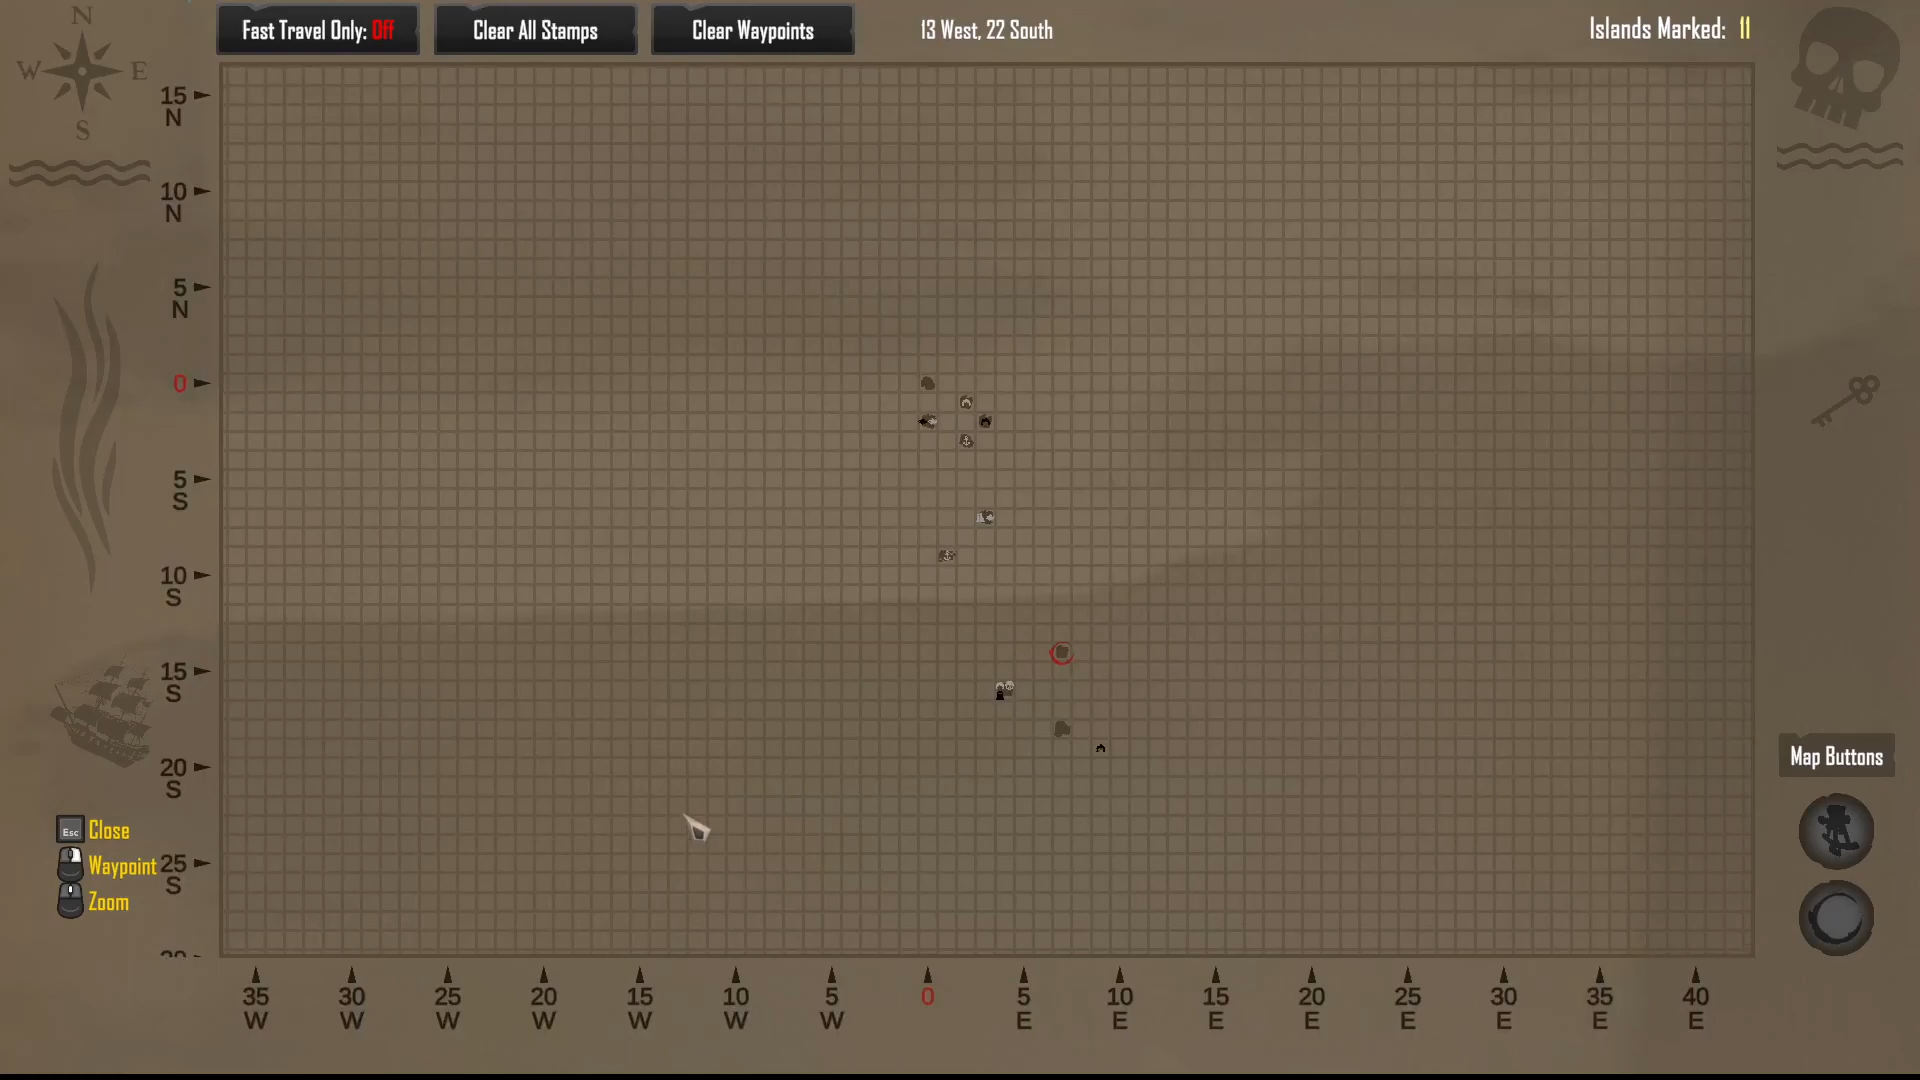 N
W E
S
Fast Travel Only: Off
Clear All Stamps
Clear Waypoints
13 West, 22 South
Islands Marked: 11
15
N
10
N
5
N
0
5
S
10
S
15
S
20
S
25
S
Esc Close
Waypoint
Zoom
Map Buttons
35 30 25 20 15 10 5 0 5 10 15 20 25 30 35 40
W W W W W W W E E E E E E E E